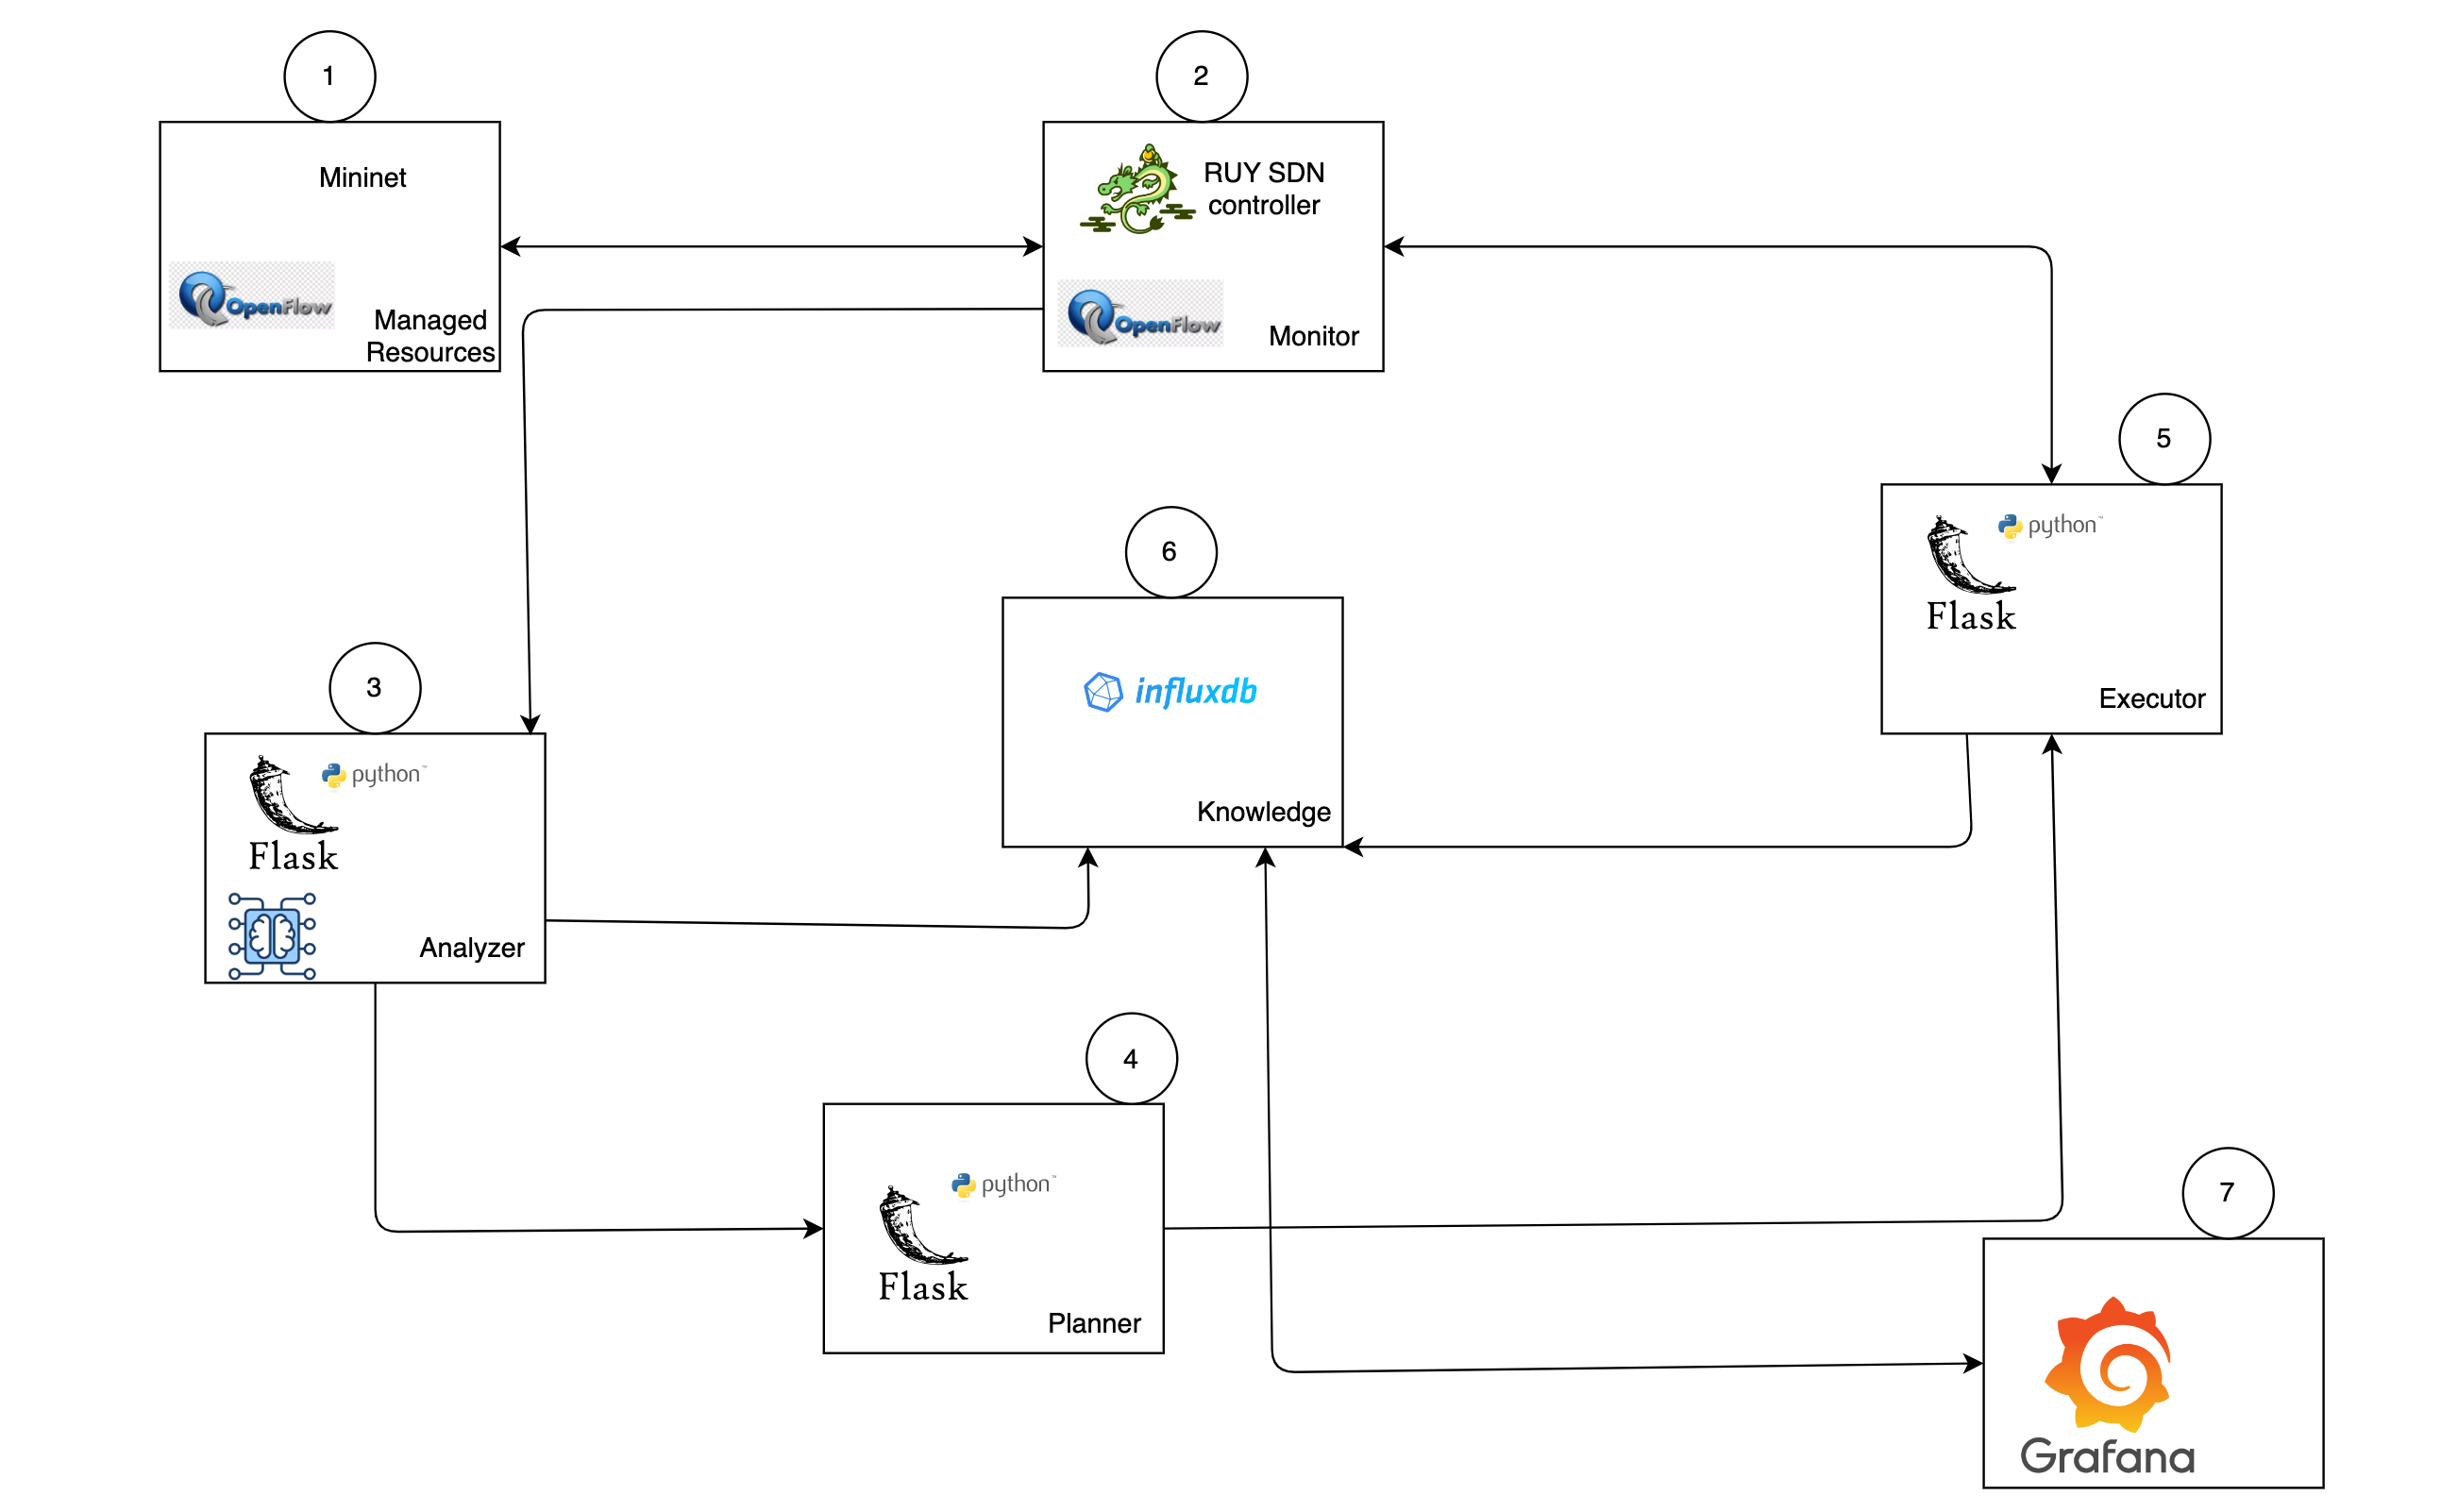 1
Mininet
OpenFlow
Managed
Resources
2
RUY SDN
controller
OpenFlow
Monitor
5
python
Flask
Executor
6
influxdb
Knowledge
3
python
Flask
Analyzer
4
python
Flask
Planner
7
Grafana